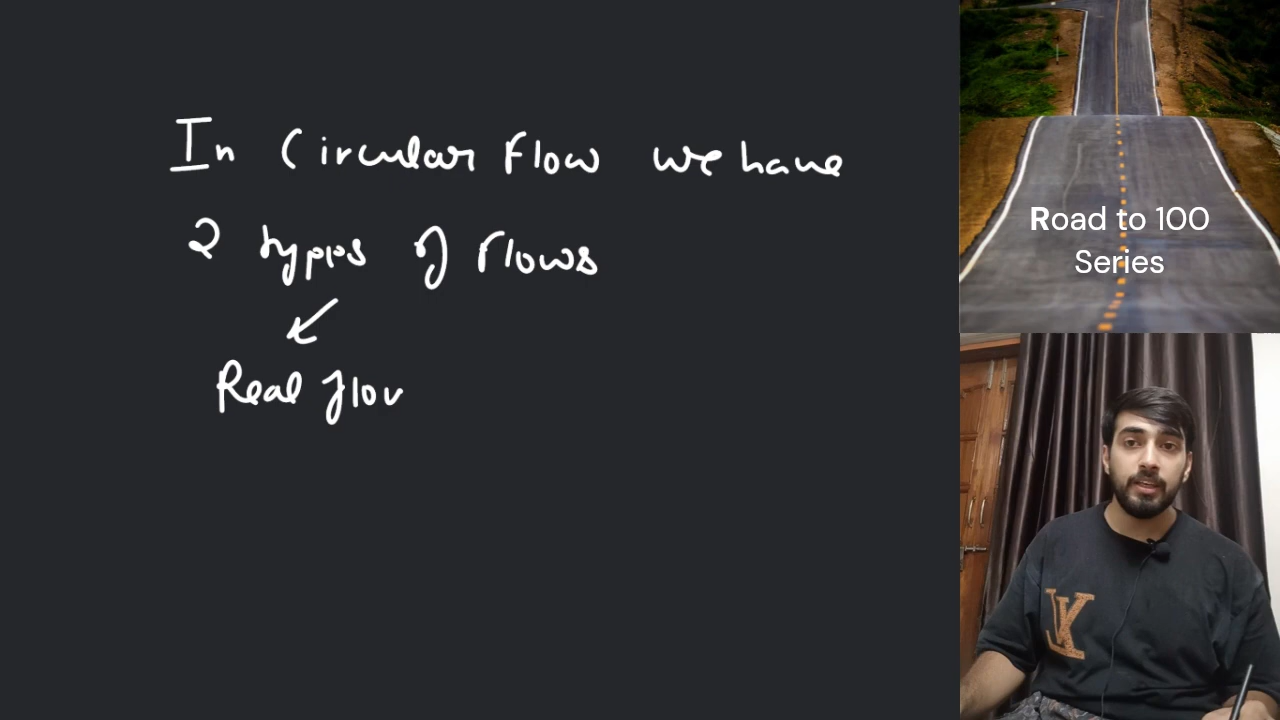 In Circular Flow we have
2 types of Flows
Real flow
Road to 100
Series